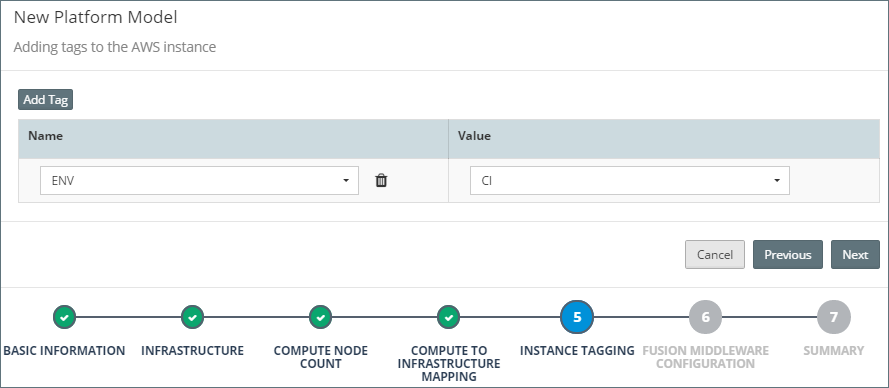 New Platform Model
Adding tags to the AWS instance
Add Tag
Name Value
ENV CI
Cancel Previous Next
5 6 7
BASIC INFORMATION INFRASTRUCTURE COMPUTE NODE COMPUTE TO INSTANCE TAGGING FUSION MIDDLEWARE SUMMARY
COUNT INFRASTRUCTURE CONFIGURATION
MAPPING